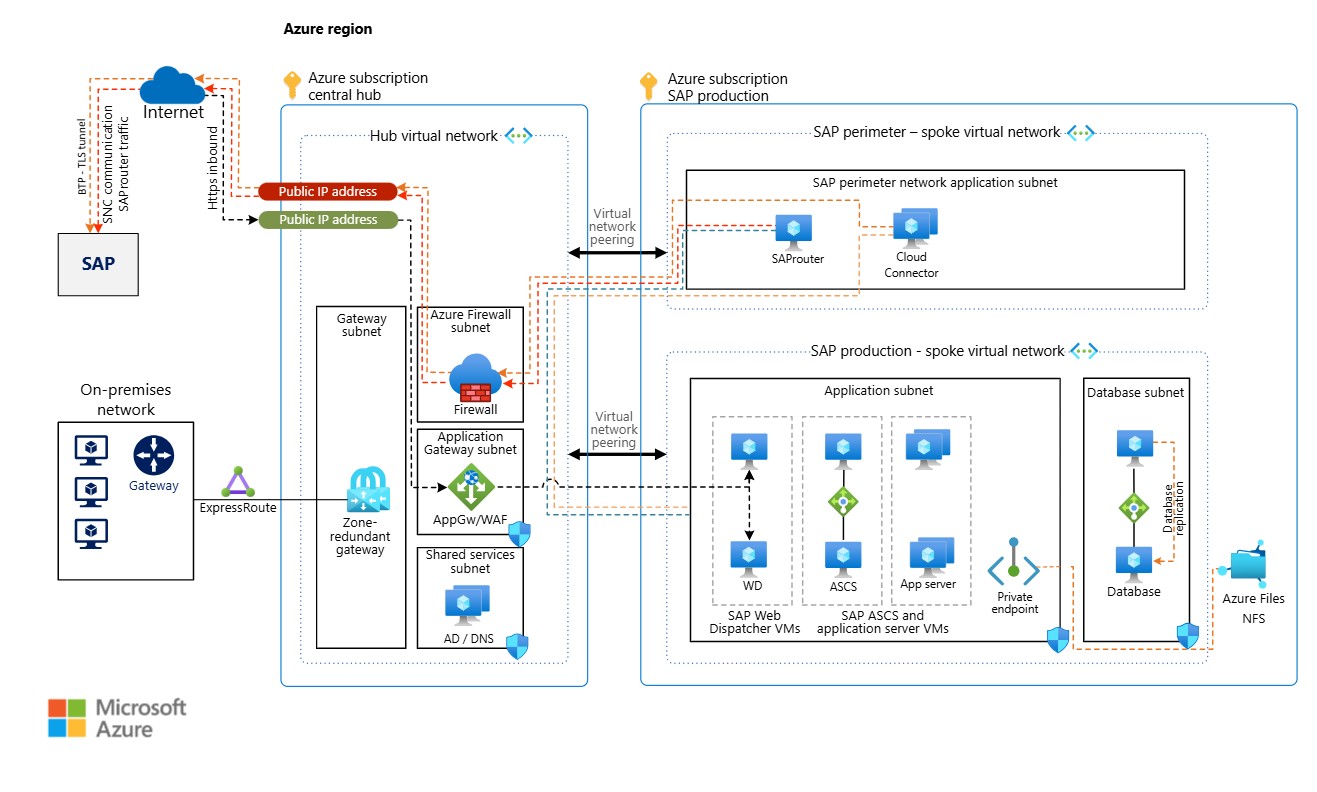 Azure region
Azure subscription
central hub
Azure subscription
SAP production
Internet
BTP - TLS tunnel
SNC communication
SAProuter traffic
Https inbound
SAP
Hub virtual network
Public IP address
Public IP address
Gateway
subnet
Azure Firewall
subnet
Firewall
Application
Gateway subnet
AppGw/WAF
Shared services
subnet
AD / DNS
Zone-
redundant
gateway
On-premises
network
Gateway
ExpressRoute
Virtual
network
peering
Virtual
network
peering
SAP perimeter – spoke virtual network
SAP perimeter network application subnet
SAProuter
Cloud
Connector
SAP production - spoke virtual network
Application subnet
WD
SAP Web
Dispatcher VMs
ASCS
App server
SAP ASCS and
application server VMs
Private
endpoint
Database subnet
Database
replication
Database
Azure Files
NFS
Microsoft
Azure